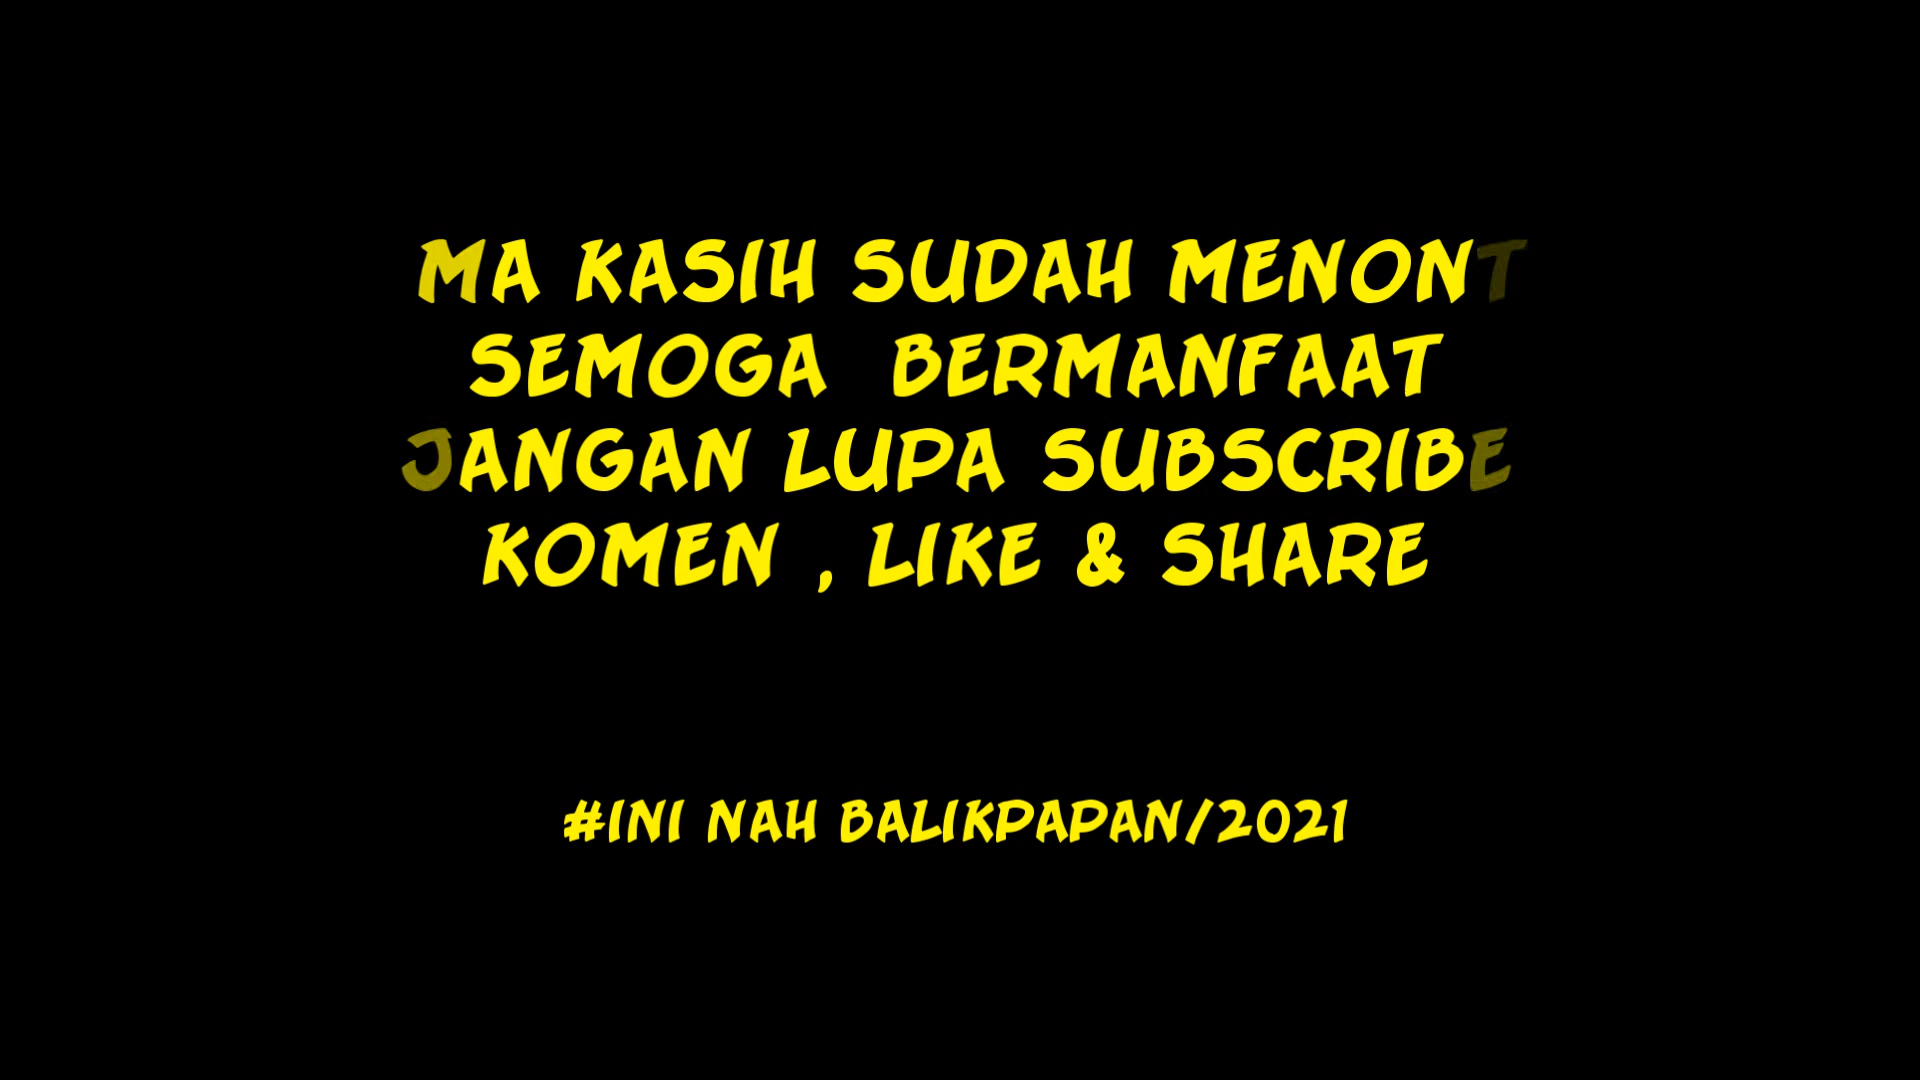 MA KASIH SUDAH MENONT
SEMOGA BERMANFAAT
JANGAN LUPA SUBSCRIBE
KOMEN , LIKE & SHARE
#INI NAH BALIKPAPAN/2021